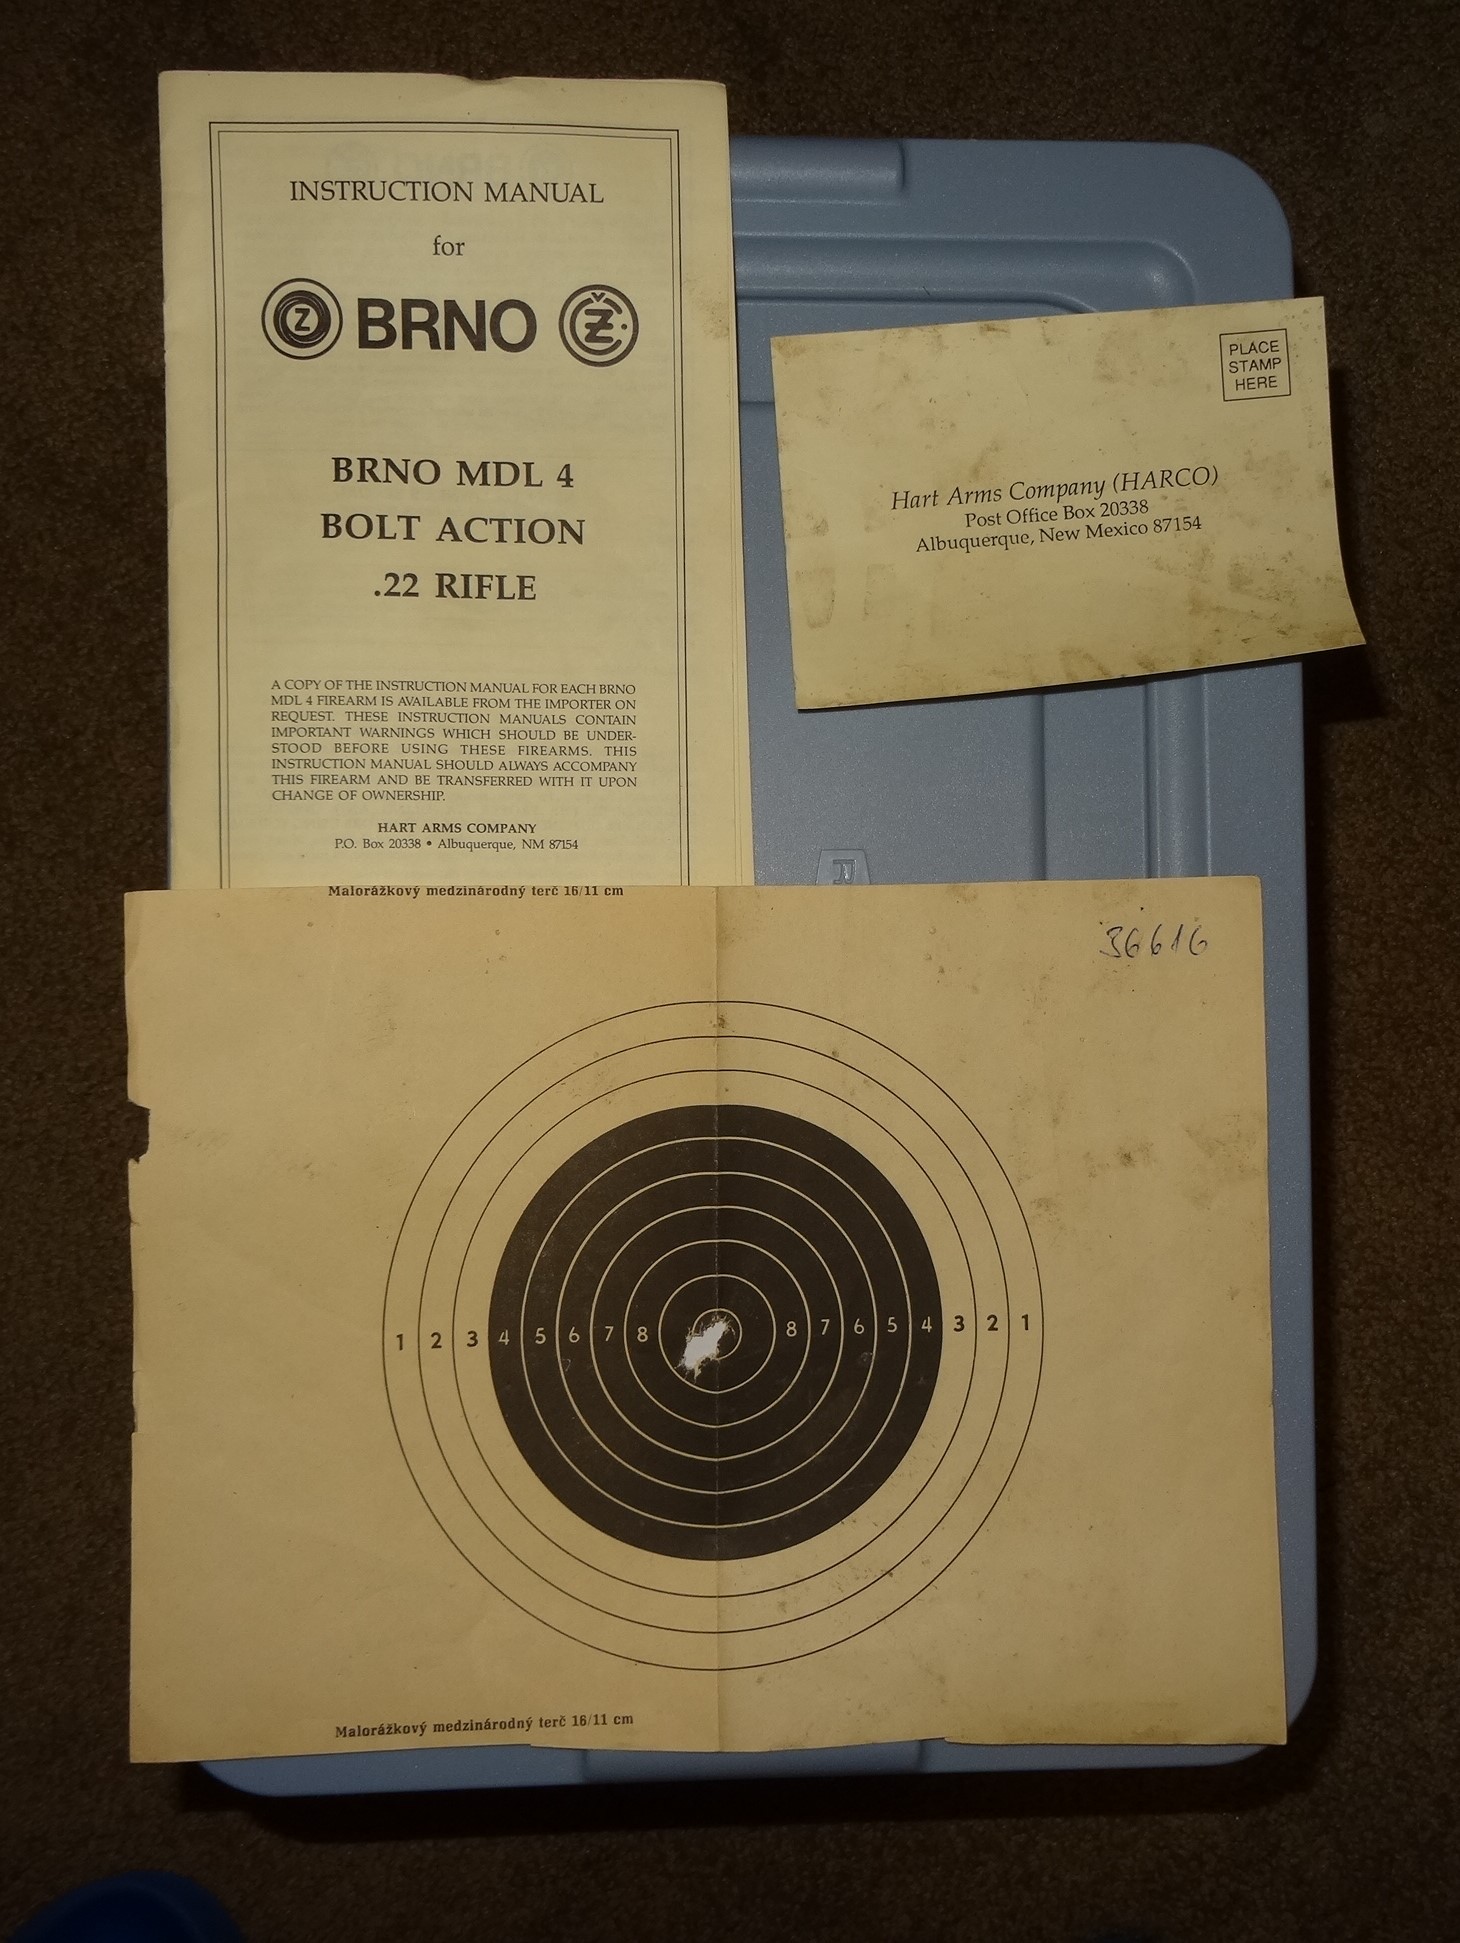 INSTRUCTION MANUAL
for
Z BRNO ČZ
BRNO MDL 4
BOLT ACTION
.22 RIFLE
A COPY OF THE INSTRUCTION MANUAL FOR EACH BRNO
MDL 4 FIREARM IS AVAILABLE FROM THE IMPORTER ON
REQUEST. THESE INSTRUCTION MANUALS CONTAIN
IMPORTANT WARNINGS WHICH SHOULD BE UNDER-
STOOD BEFORE USING THESE FIREARMS. THIS
INSTRUCTION MANUAL SHOULD ALWAYS ACCOMPANY
THIS FIREARM AND BE TRANSFERRED WITH IT UPON
CHANGE OF OWNERSHIP.
HART ARMS COMPANY
P.O. Box 20338 • Albuquerque, NM 87154
PLACE
STAMP
HERE
Hart Arms Company (HARCO)
Post Office Box 20338
Albuquerque, New Mexico 87154
Malorážkový medzinárodný terč 16/11 cm
36616
1 2 3 4 5 6 7 8 8 7 6 5 4 3 2 1
Malorážkový medzinárodný terč 16/11 cm